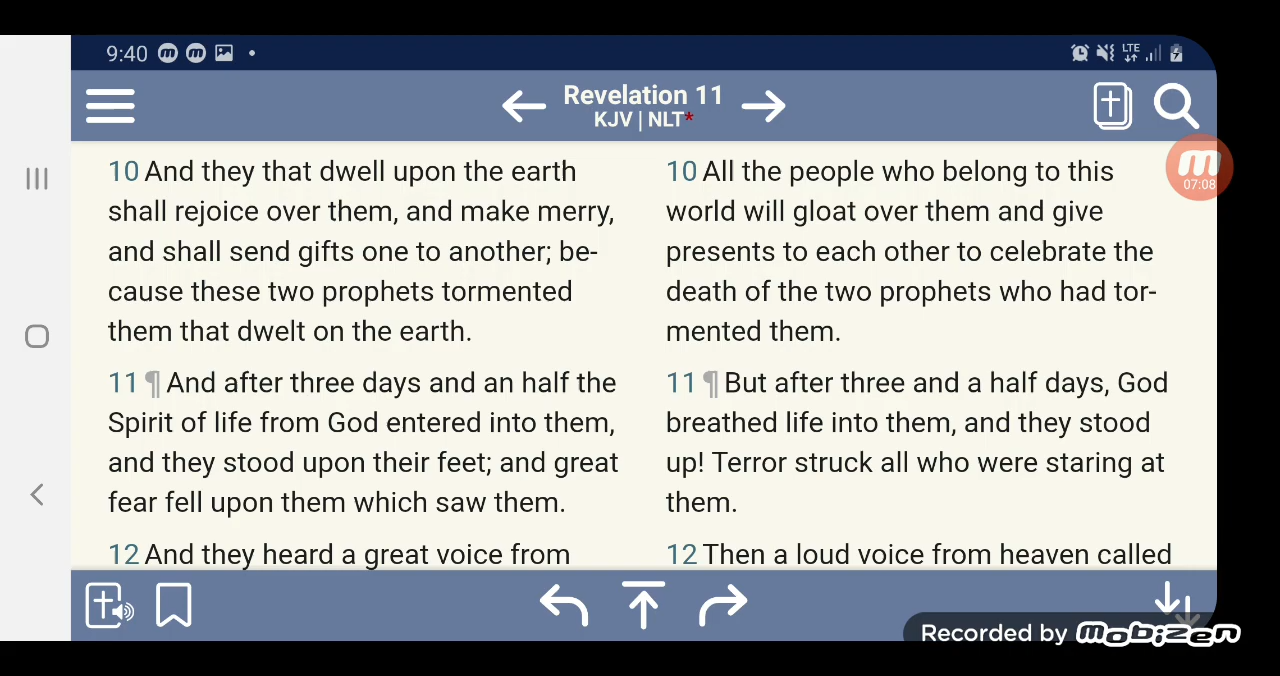 9:40
LTE
Revelation 11
KJV | NLT*
07:08
10 And they that dwell upon the earth
shall rejoice over them, and make merry,
and shall send gifts one to another; be-
cause these two prophets tormented
them that dwelt on the earth.
11 ¶ And after three days and an half the
Spirit of life from God entered into them,
and they stood upon their feet; and great
fear fell upon them which saw them.
12 And they heard a great voice from
10 All the people who belong to this
world will gloat over them and give
presents to each other to celebrate the
death of the two prophets who had tor-
mented them.
11 ¶ But after three and a half days, God
breathed life into them, and they stood
up! Terror struck all who were staring at
them.
12 Then a loud voice from heaven called
Recorded by Mobizen